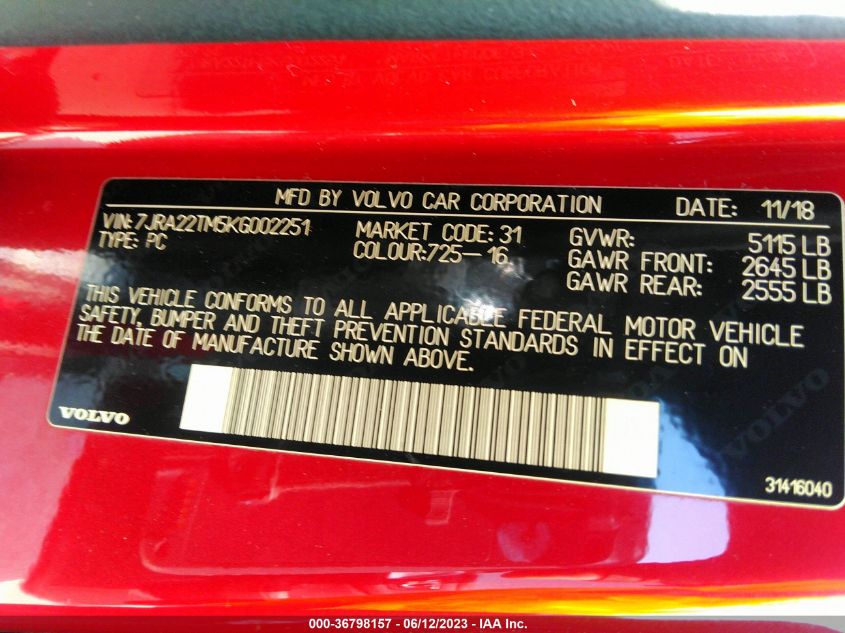 MFD BY VOLVO CAR CORPORATION DATE: 11/18
VIN: 7JRA22TM5KG002251 MARKET CODE: 31 GVWR: 5115 LB
TYPE: PC COLOUR:725-16 GAWR FRONT: 2645 LB
GAWR REAR: 2555 LB
THIS VEHICLE CONFORMS TO ALL APPLICABLE FEDERAL MOTOR VEHICLE
SAFETY, BUMPER AND THEFT PREVENTION STANDARDS IN EFFECT ON
THE DATE OF MANUFACTURE SHOWN ABOVE.
VOLVO
VOLVO
31416040
000-36798157 - 06/12/2023 - IAA Inc.